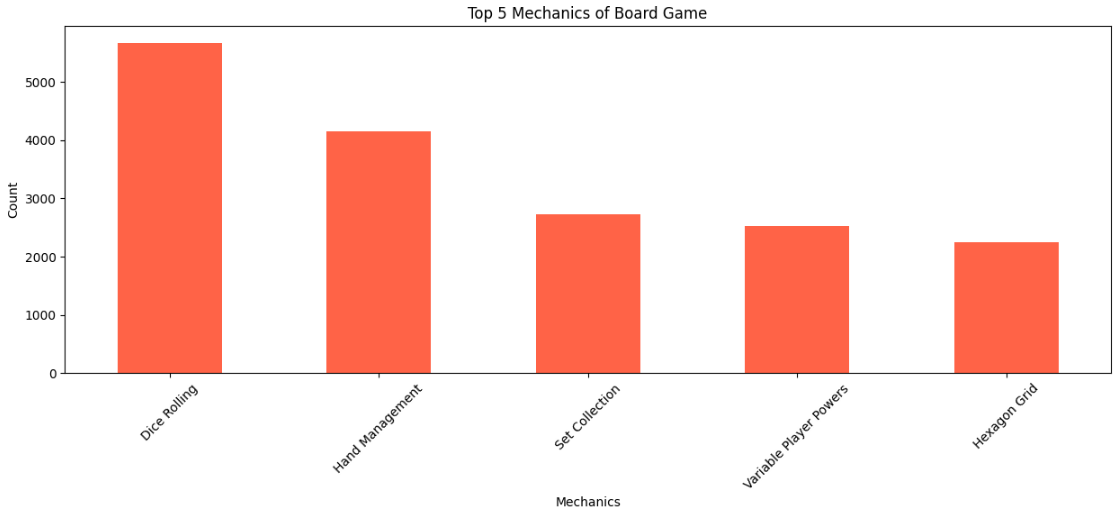 Top 5 Mechanics of Board Game
Count
5000
4000
3000
2000
1000
0
Dice Rolling
Hand Management
Set Collection
Variable Player Powers
Hexagon Grid
Mechanics